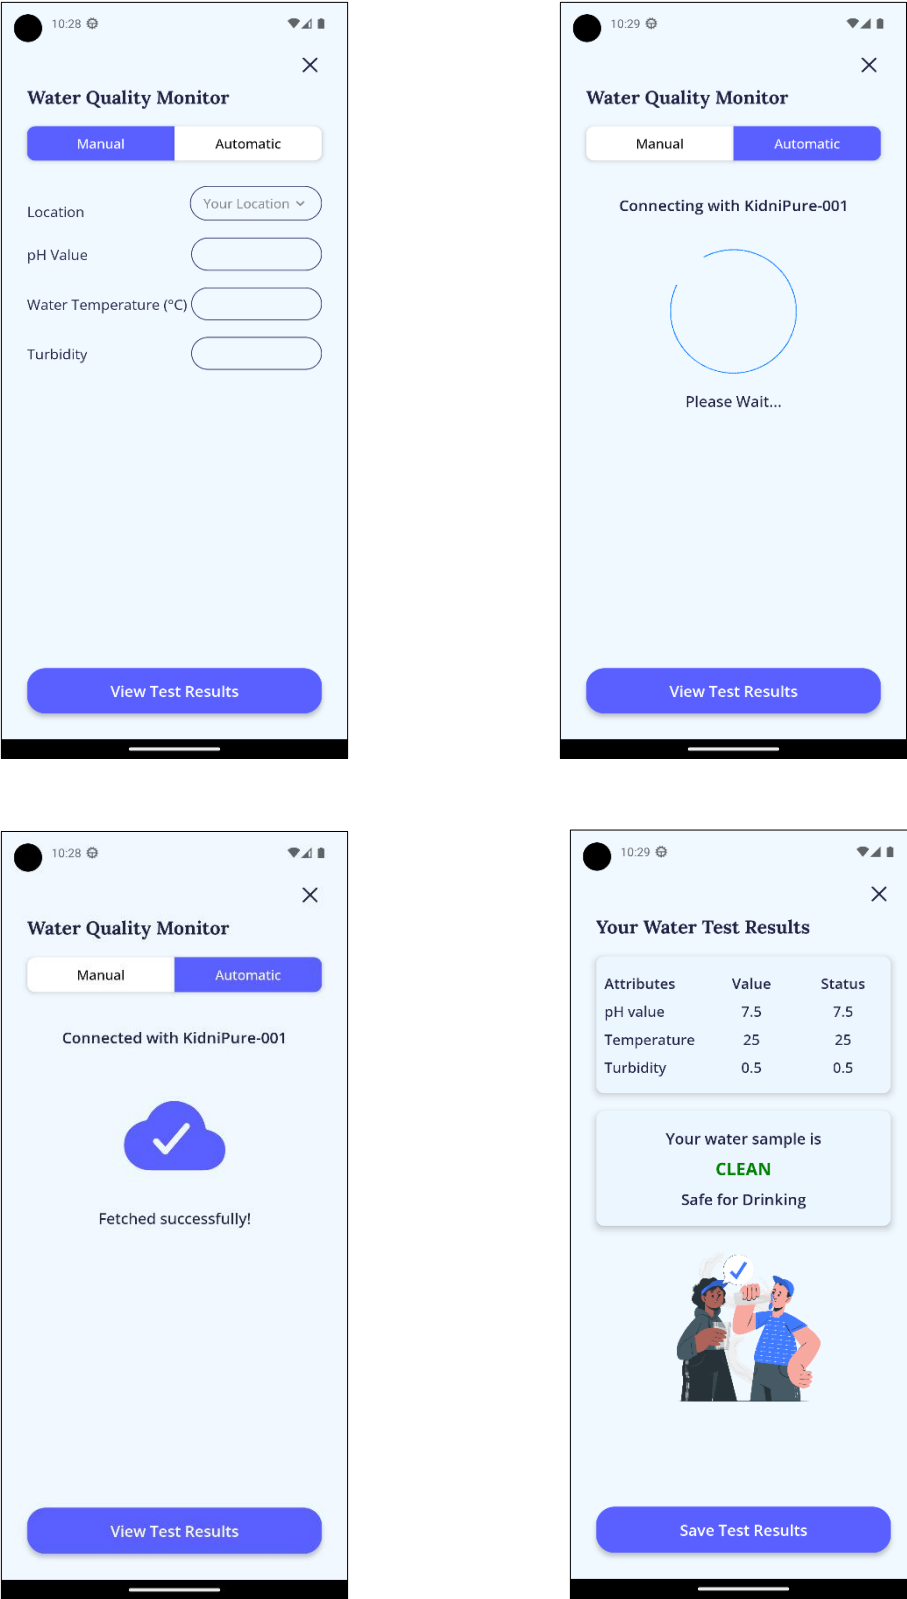 10:28
Water Quality Monitor
Manual Automatic
Location Your Location
pH Value
Water Temperature (°C)
Turbidity
View Test Results
10:29
Water Quality Monitor
Manual Automatic
Connecting with KidniPure-001
Please Wait...
View Test Results
10:28
Water Quality Monitor
Manual Automatic
Connected with KidniPure-001
Fetched successfully!
View Test Results
10:29
Your Water Test Results
Attributes Value Status
pH value 7.5 7.5
Temperature 25 25
Turbidity 0.5 0.5
Your water sample is
CLEAN
Safe for Drinking
Save Test Results